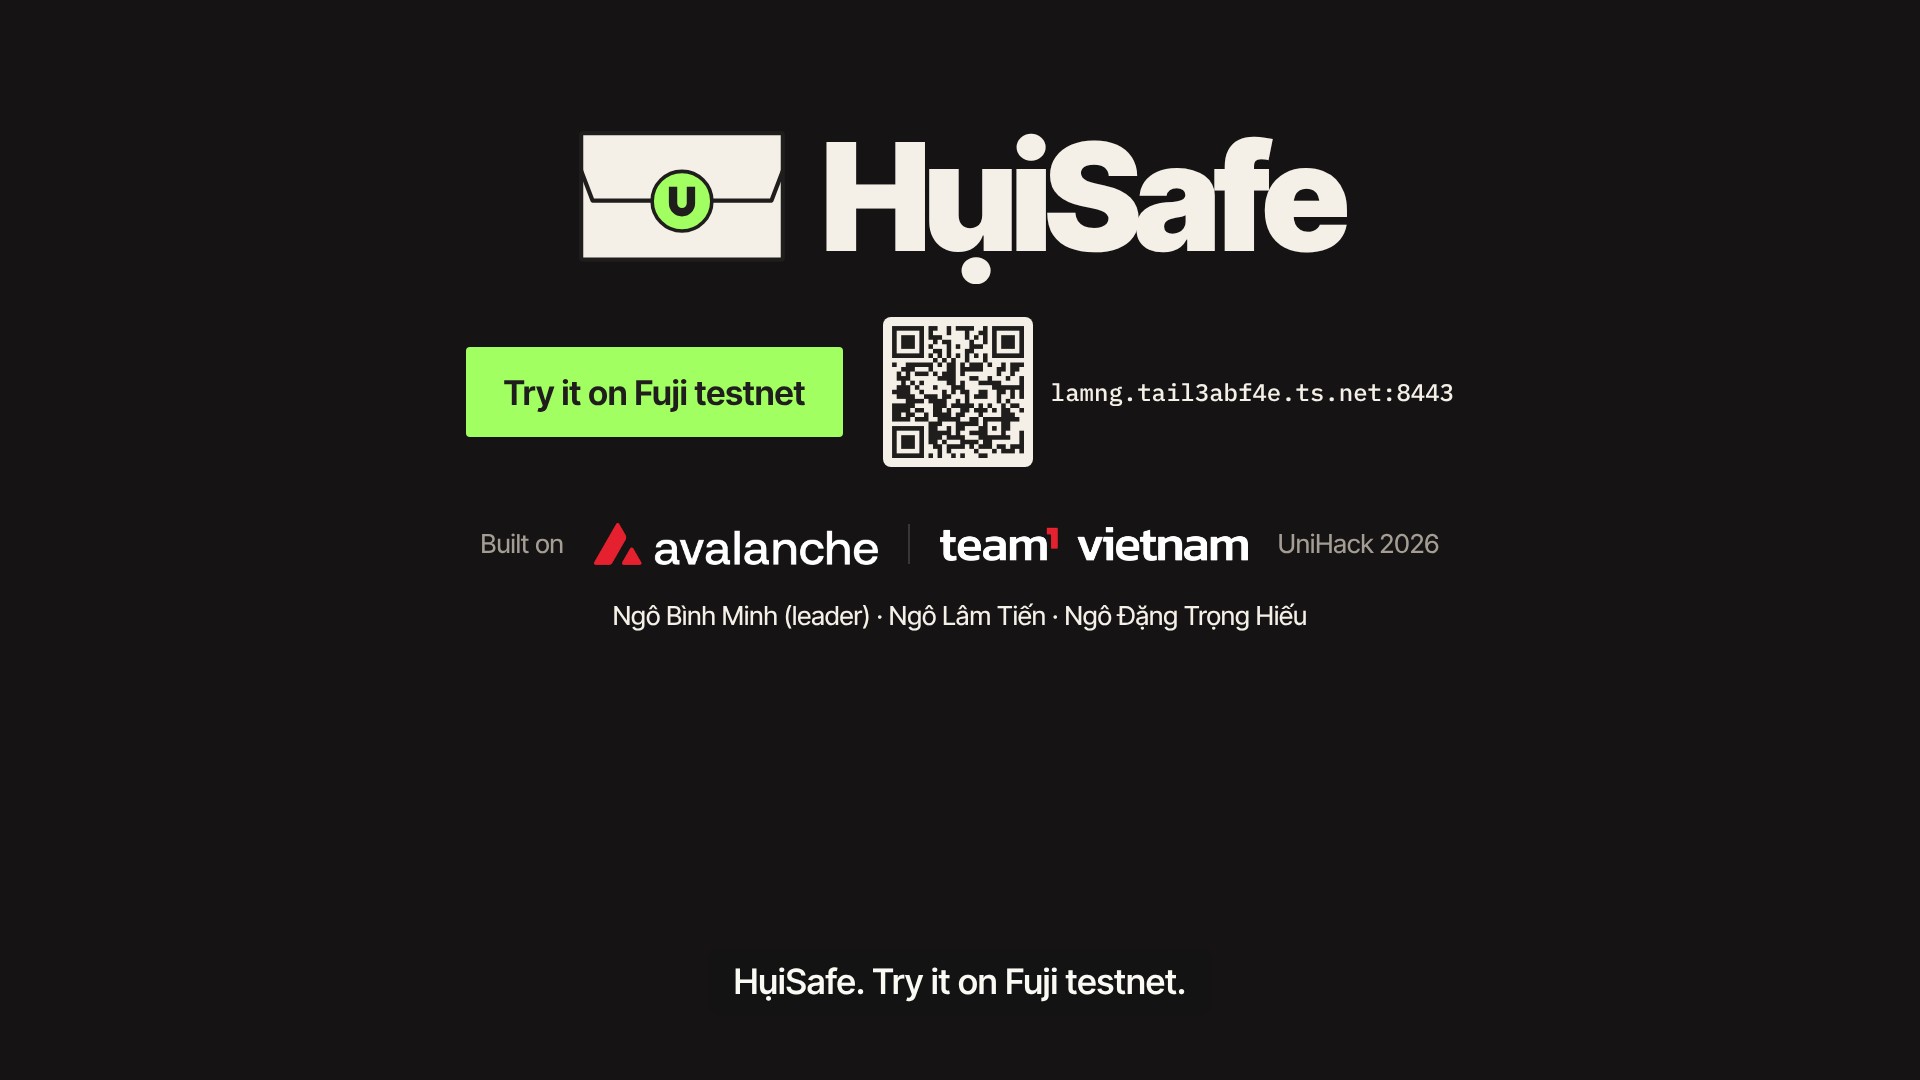 U
HụiSafe
Try it on Fuji testnet
lamng.tail3abf4e.ts.net:8443
Built on avalanche team1 vietnam UniHack 2026
Ngô Bình Minh (leader) · Ngô Lâm Tiến · Ngô Đặng Trọng Hiếu
HụiSafe. Try it on Fuji testnet.